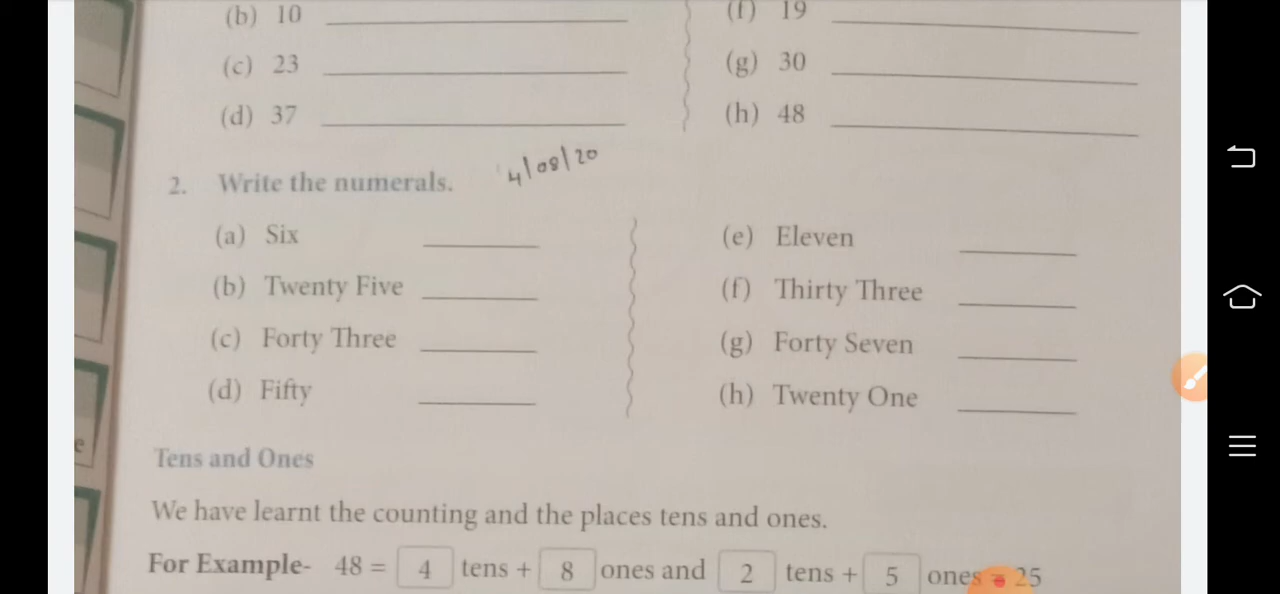 (b) 10 (f) 19
(c) 23 (g) 30
(d) 37 (h) 48
2. Write the numerals. 4/08/20
(a) Six (e) Eleven
(b) Twenty Five (f) Thirty Three
(c) Forty Three (g) Forty Seven
(d) Fifty (h) Twenty One
e
Tens and Ones
We have learnt the counting and the places tens and ones.
For Example- 48 = 4 tens + 8 ones and 2 tens + 5 ones = 25